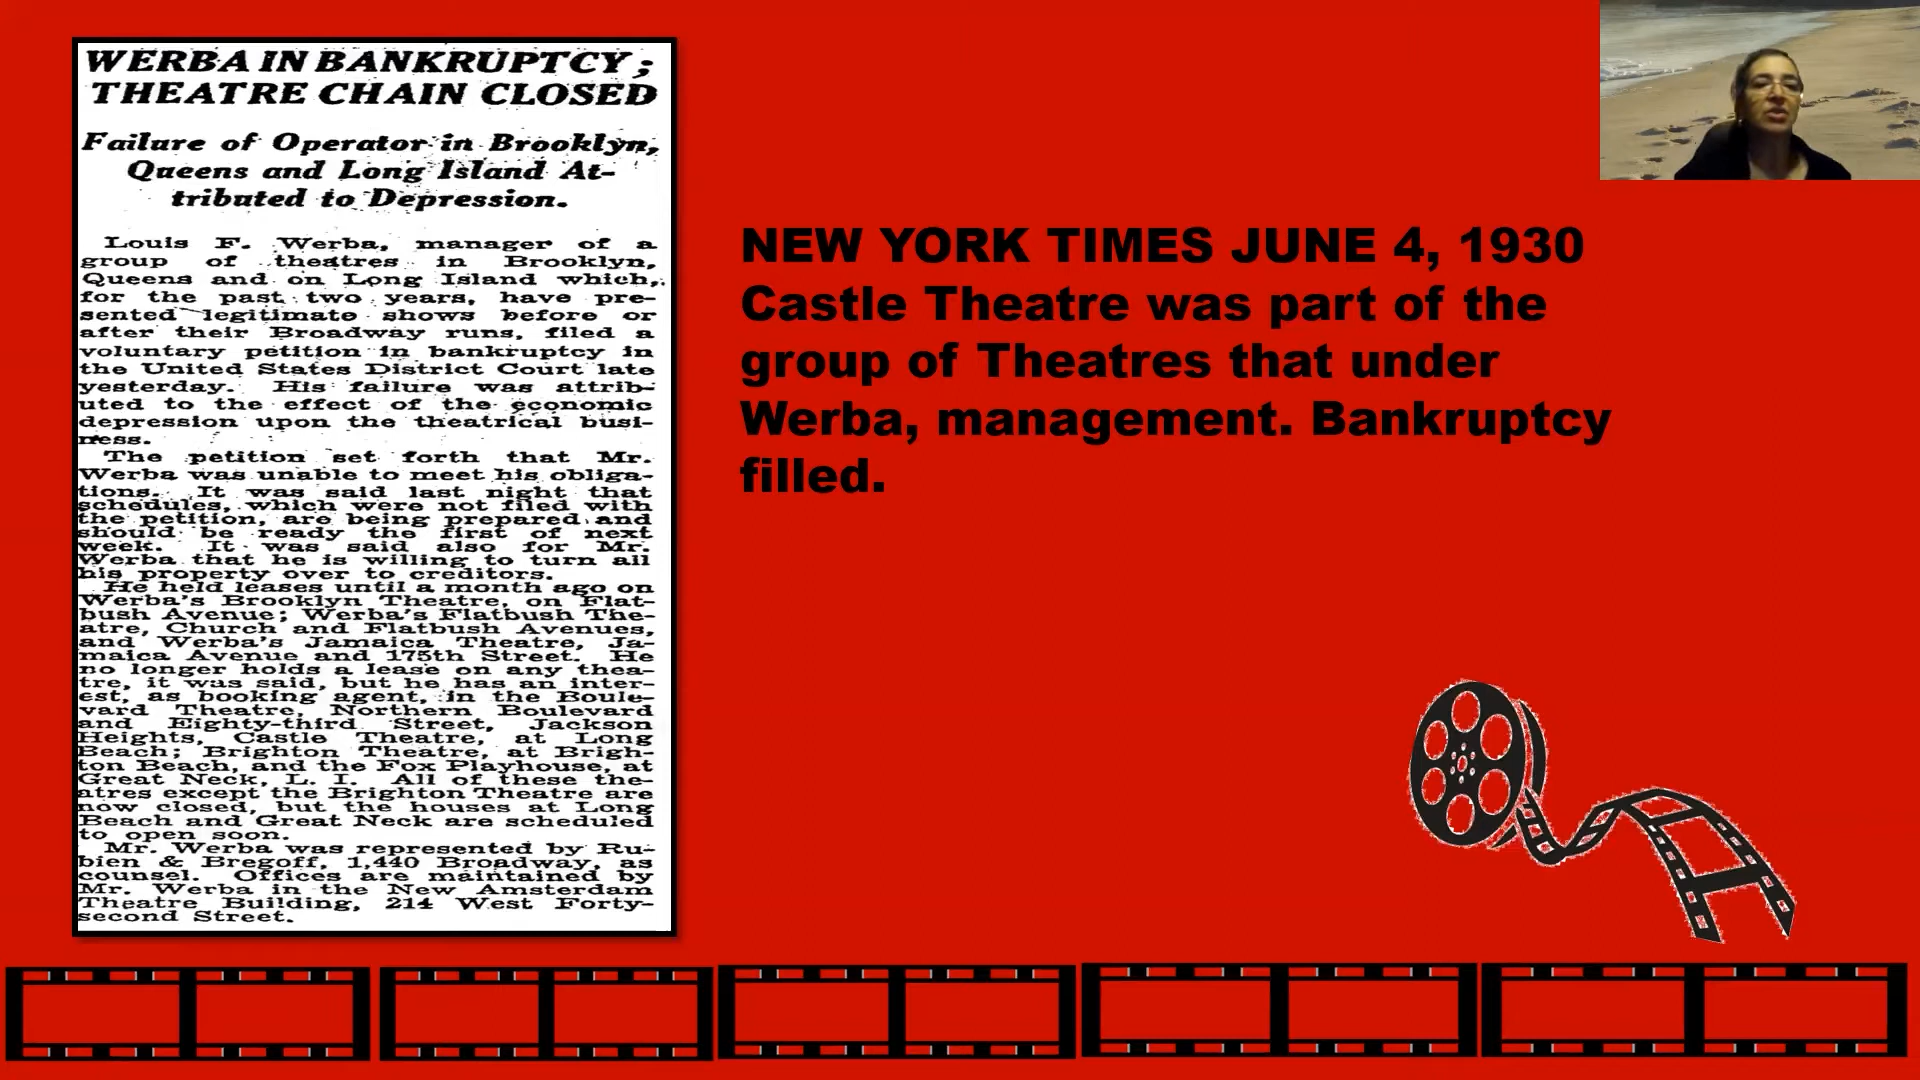 WERBA IN BANKRUPTCY;
THEATRE CHAIN CLOSED
Failure of Operator in Brooklyn,
Queens and Long Island At-
tributed to Depression.
Louis F. Werba, manager of a
group of theatres in Brooklyn,
Queens and on Long Island which,
for the past two years, have pre-
sented legitimate shows before or
after their Broadway runs, filed a
voluntary petition in bankruptcy in
the United States District Court late
yesterday. His failure was attrib-
uted to the effect of the economic
depression upon the theatrical busi-
ness.
The petition set forth that Mr.
Werba was unable to meet his obliga-
tions. It was said last night that
schedules, which were not filed with
the petition, are being prepared and
should be ready the first of next
week. It was said also for Mr.
Werba that he is willing to turn all
his property over to creditors.
He held leases until a month ago on
Werba's Brooklyn Theatre, on Flat-
bush Avenue; Werba's Flatbush The-
atre, Church and Flatbush Avenues,
and Werba's Jamaica Theatre, Ja-
maica Avenue and 175th Street. He
no longer holds a lease on any thea-
tre, it was said, but he has an inter-
est, as booking agent, in the Boule-
vard Theatre, Northern Boulevard
and Eighty-third Street, Jackson
Heights, Castle Theatre, at Long
Beach; Brighton Theatre, at Brigh-
ton Beach, and the Fox Playhouse, at
Great Neck, L. I. All of these the-
atres except the Brighton Theatre are
now closed, but the houses at Long
Beach and Great Neck are scheduled
to open soon.
Mr. Werba was represented by Ru-
bien & Bregoff, 1,440 Broadway, as
counsel. Offices are maintained by
Mr. Werba in the New Amsterdam
Theatre Building, 214 West Forty-
second Street.
NEW YORK TIMES JUNE 4, 1930
Castle Theatre was part of the
group of Theatres that under
Werba, management. Bankruptcy
filled.